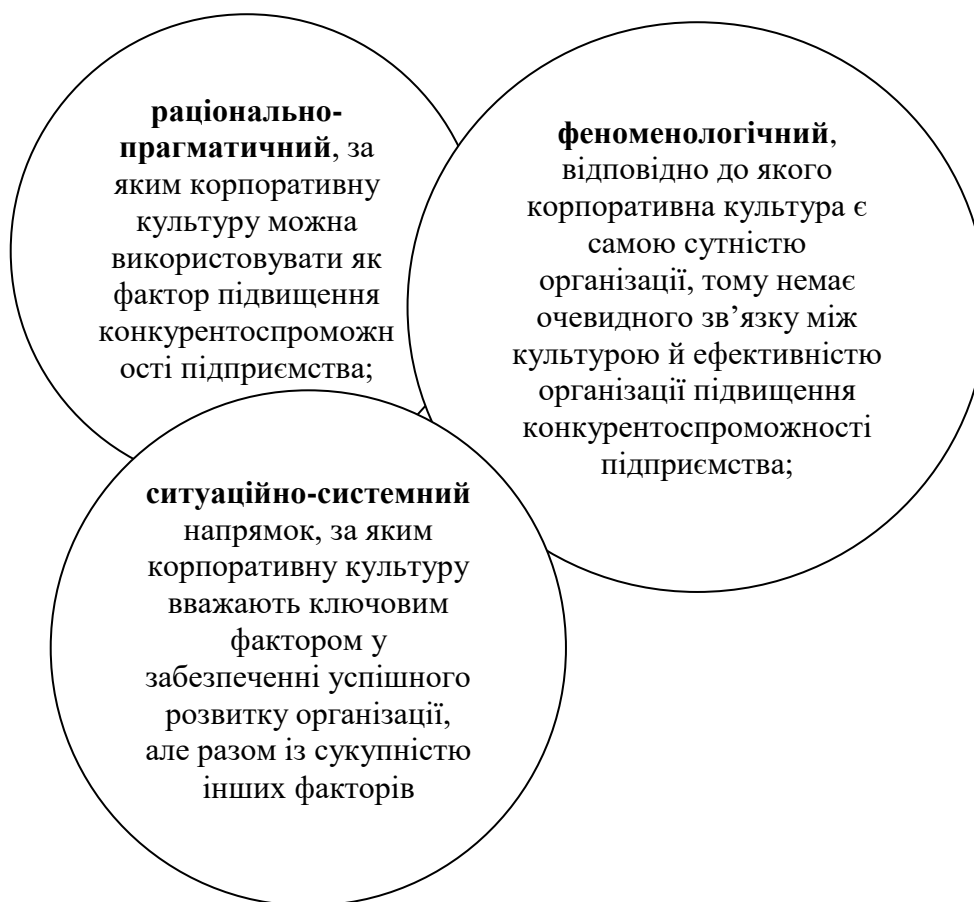 раціонально-
прагматичний, за
яким корпоративну
культуру можна
використовувати як
фактор підвищення
конкурентоспроможн
ості підприємства;
феноменологічний,
відповідно до якого
корпоративна культура є
самою сутністю
організації, тому немає
очевидного зв’язку між
культурою й ефективністю
організації підвищення
конкурентоспроможності
підприємства;
ситуаційно-системний
напрямок, за яким
корпоративну культуру
вважають ключовим
фактором у
забезпеченні успішного
розвитку організації,
але разом із сукупністю
інших факторів